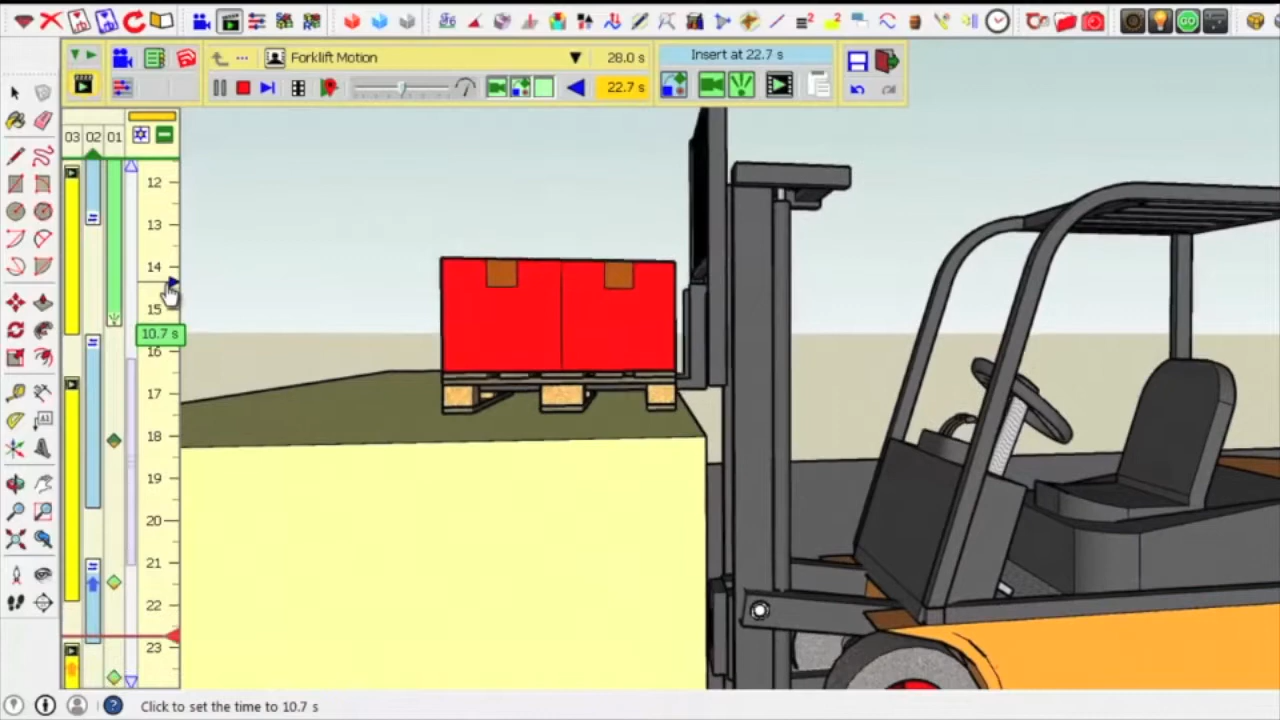 Forklift Motion
28.0 s
Insert at 22.7 s
22.7 s
03 02 01
12
13
14
15
10.7 s
16
17
18
19
20
21
22
23
Click to set the time to 10.7 s